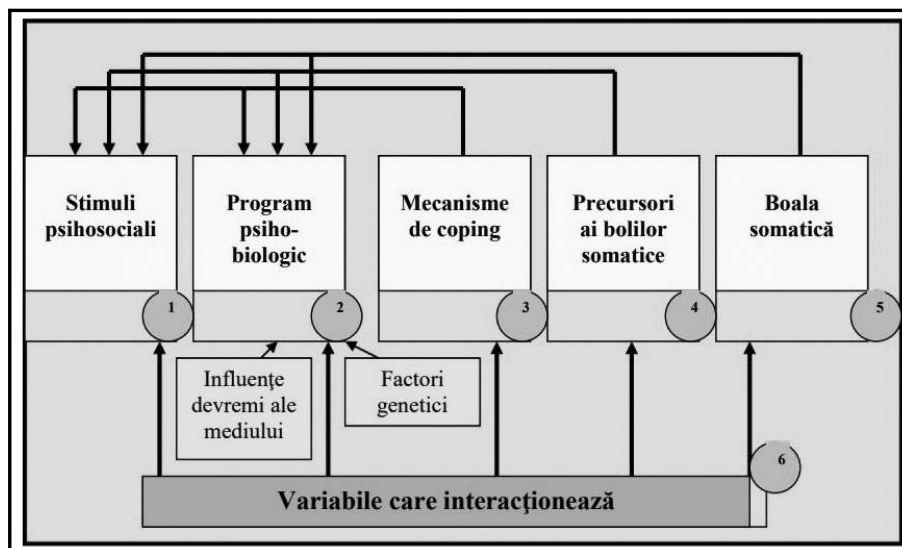 Stimuli
psihosociali
Program
psiho-
biologic
Mecanisme
de coping
Precursori
ai bolilor
somatice
Boala
somatică
1
2
3
4
5
Influenţe
devremi ale
mediului
Factori
genetici
6
Variabile care interacţionează